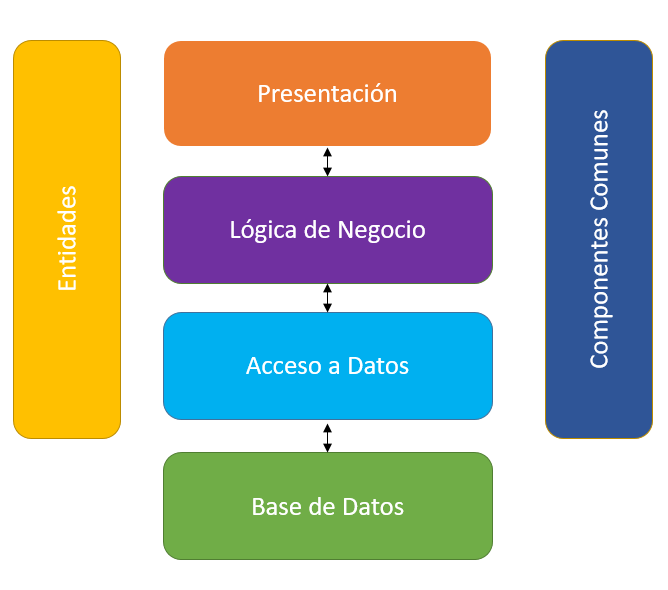 Entidades
Presentación
Lógica de Negocio
Acceso a Datos
Base de Datos
Componentes Comunes